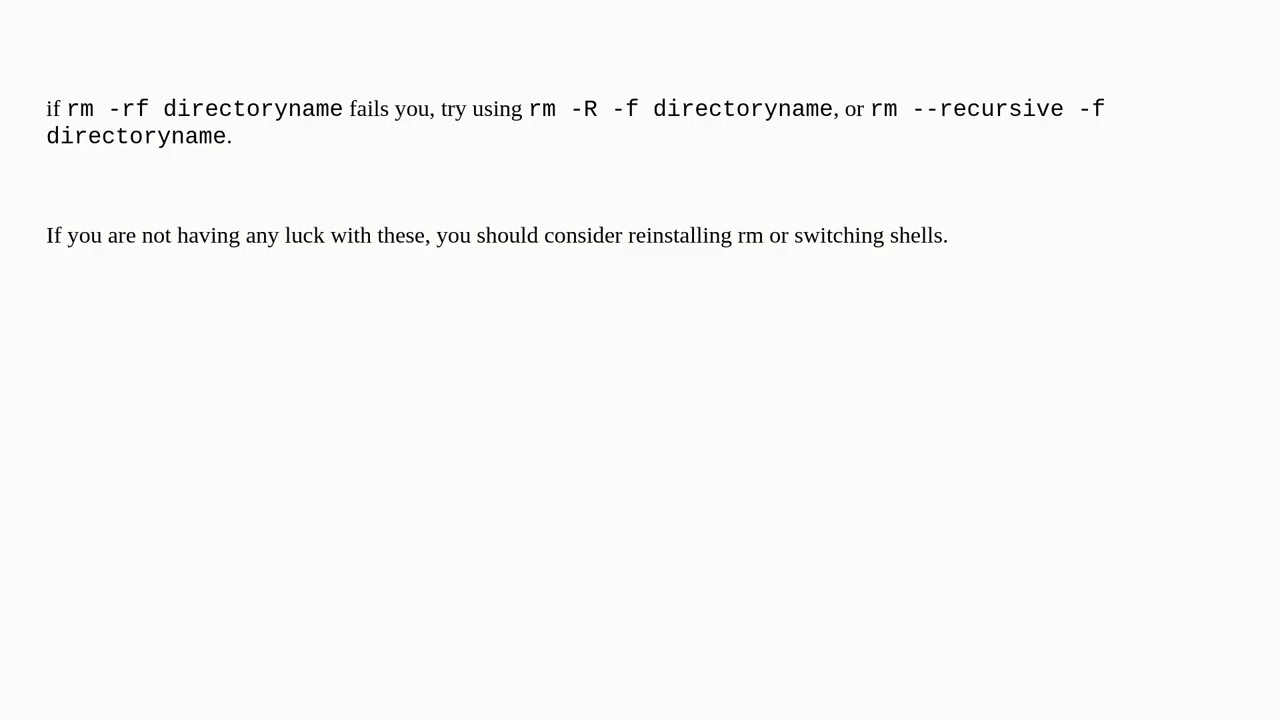 if rm -rf directoryname fails you, try using rm -R -f directoryname, or rm --recursive -f
directoryname.
If you are not having any luck with these, you should consider reinstalling rm or switching shells.